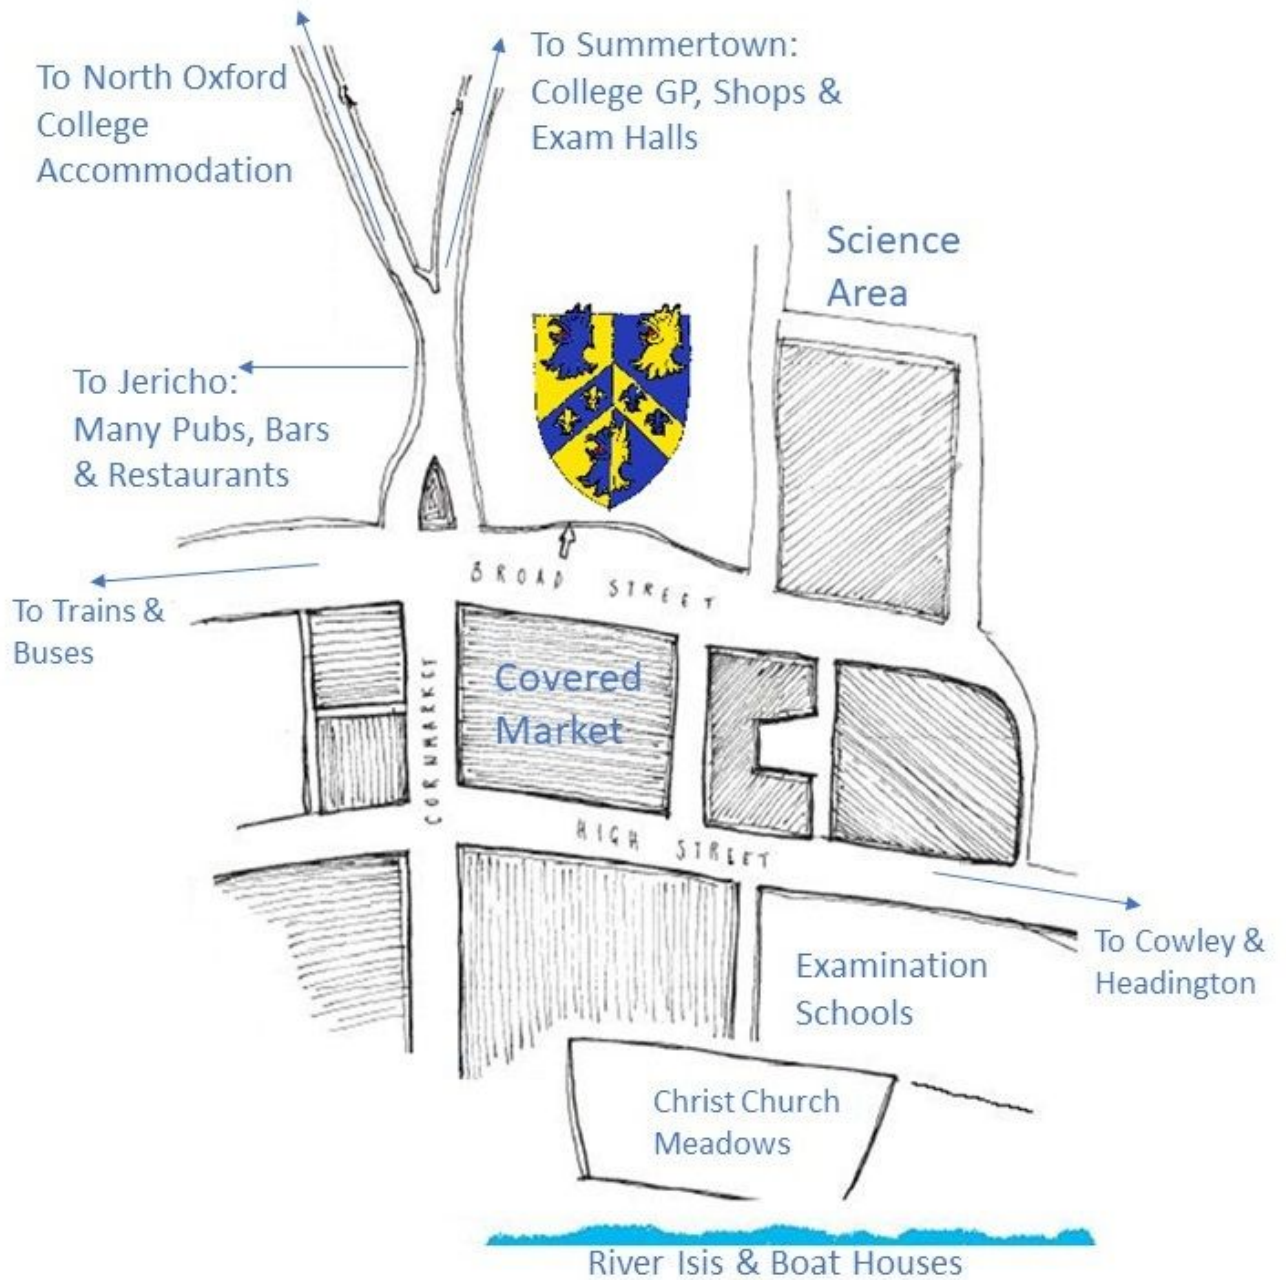 To North Oxford
College
Accommodation
To Summertown:
College GP, Shops &
Exam Halls
Science
Area
To Jericho:
Many Pubs, Bars
& Restaurants
BROAD STREET
To Trains &
Buses
CORNMARKET
Covered
Market
HIGH STREET
To Cowley &
Headington
Examination
Schools
Christ Church
Meadows
River Isis & Boat Houses